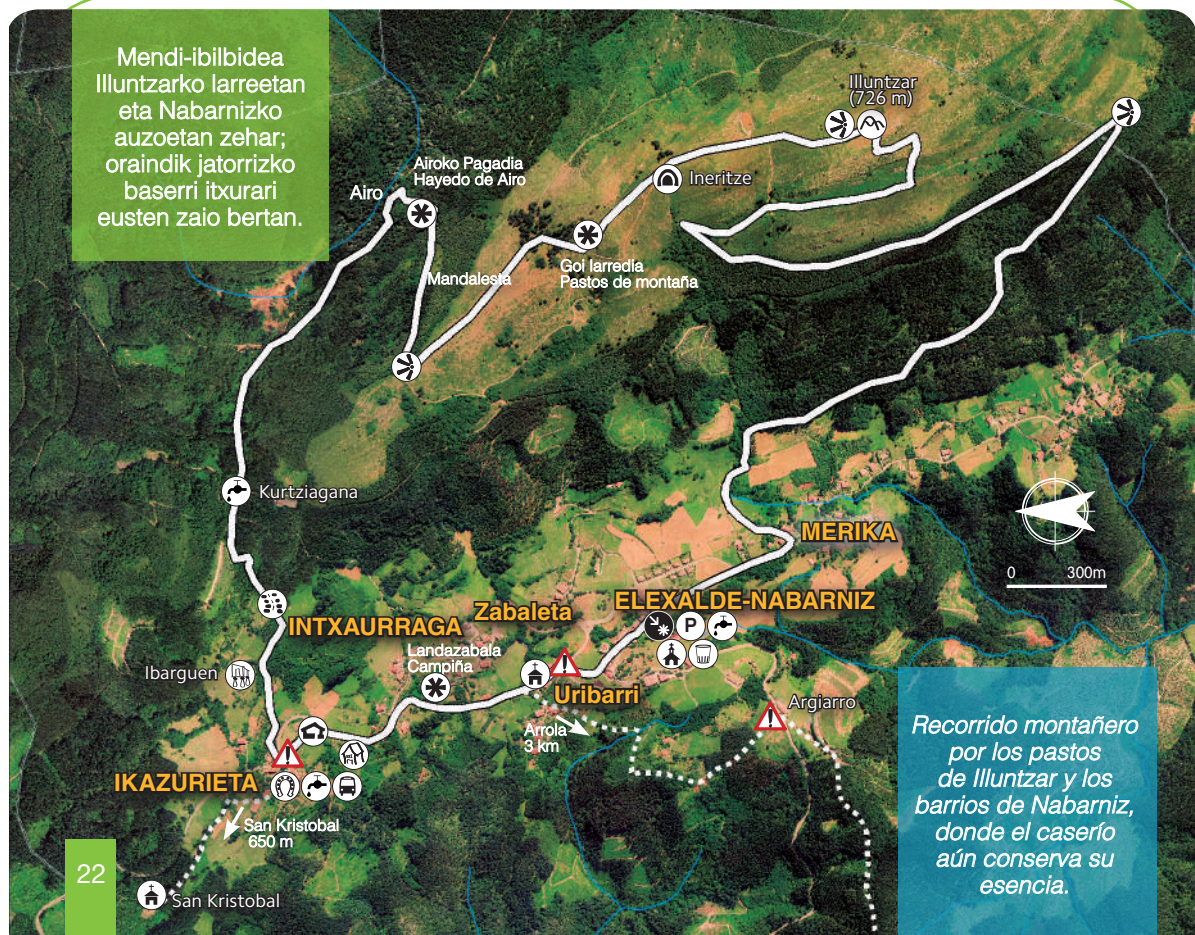 Mendi-ibilbidea
Illuntzarko larreetan
eta Nabarnizko
auzoetan zehar;
oraindik jatorrizko
baserri itxurari
eusten zaio bertan.
Illuntzar
(726 m)
Airoko Pagadia
Hayedo de Airo
Airo
Ineritze
Mandalesta
Goi larredia
Pastos de montaña
Kurtziagana
MERIKA
0 300m
INTXAURRAGA
Zabaleta
ELEXALDE-NABARNIZ
P
Landazabala
Campiña
Ibarguen
Uribarri
Argiarro
Arrola
3 km
IKAZURIETA
San Kristobal
650 m
San Kristobal
22
Recorrido montañero
por los pastos
de Illuntzar y los
barrios de Nabarniz,
donde el caserío
aún conserva su
esencia.